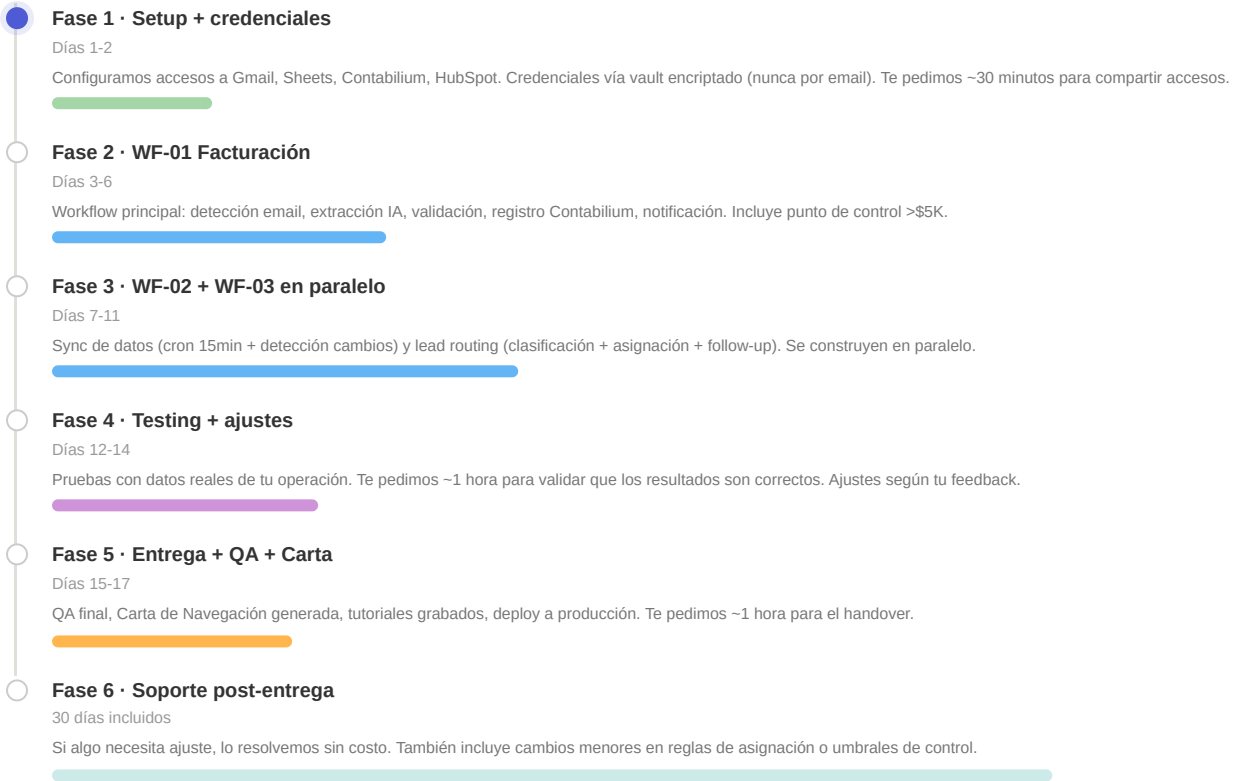 Fase 1 · Setup + credenciales
Días 1-2
Configuramos accesos a Gmail, Sheets, Contabilium, HubSpot. Credenciales vía vault encriptado (nunca por email). Te pedimos ~30 minutos para compartir accesos.
Fase 2 · WF-01 Facturación
Días 3-6
Workflow principal: detección email, extracción IA, validación, registro Contabilium, notificación. Incluye punto de control >$5K.
Fase 3 · WF-02 + WF-03 en paralelo
Días 7-11
Sync de datos (cron 15min + detección cambios) y lead routing (clasificación + asignación + follow-up). Se construyen en paralelo.
Fase 4 · Testing + ajustes
Días 12-14
Pruebas con datos reales de tu operación. Te pedimos ~1 hora para validar que los resultados son correctos. Ajustes según tu feedback.
Fase 5 · Entrega + QA + Carta
Días 15-17
QA final, Carta de Navegación generada, tutoriales grabados, deploy a producción. Te pedimos ~1 hora para el handover.
Fase 6 · Soporte post-entrega
30 días incluidos
Si algo necesita ajuste, lo resolvemos sin costo. También incluye cambios menores en reglas de asignación o umbrales de control.